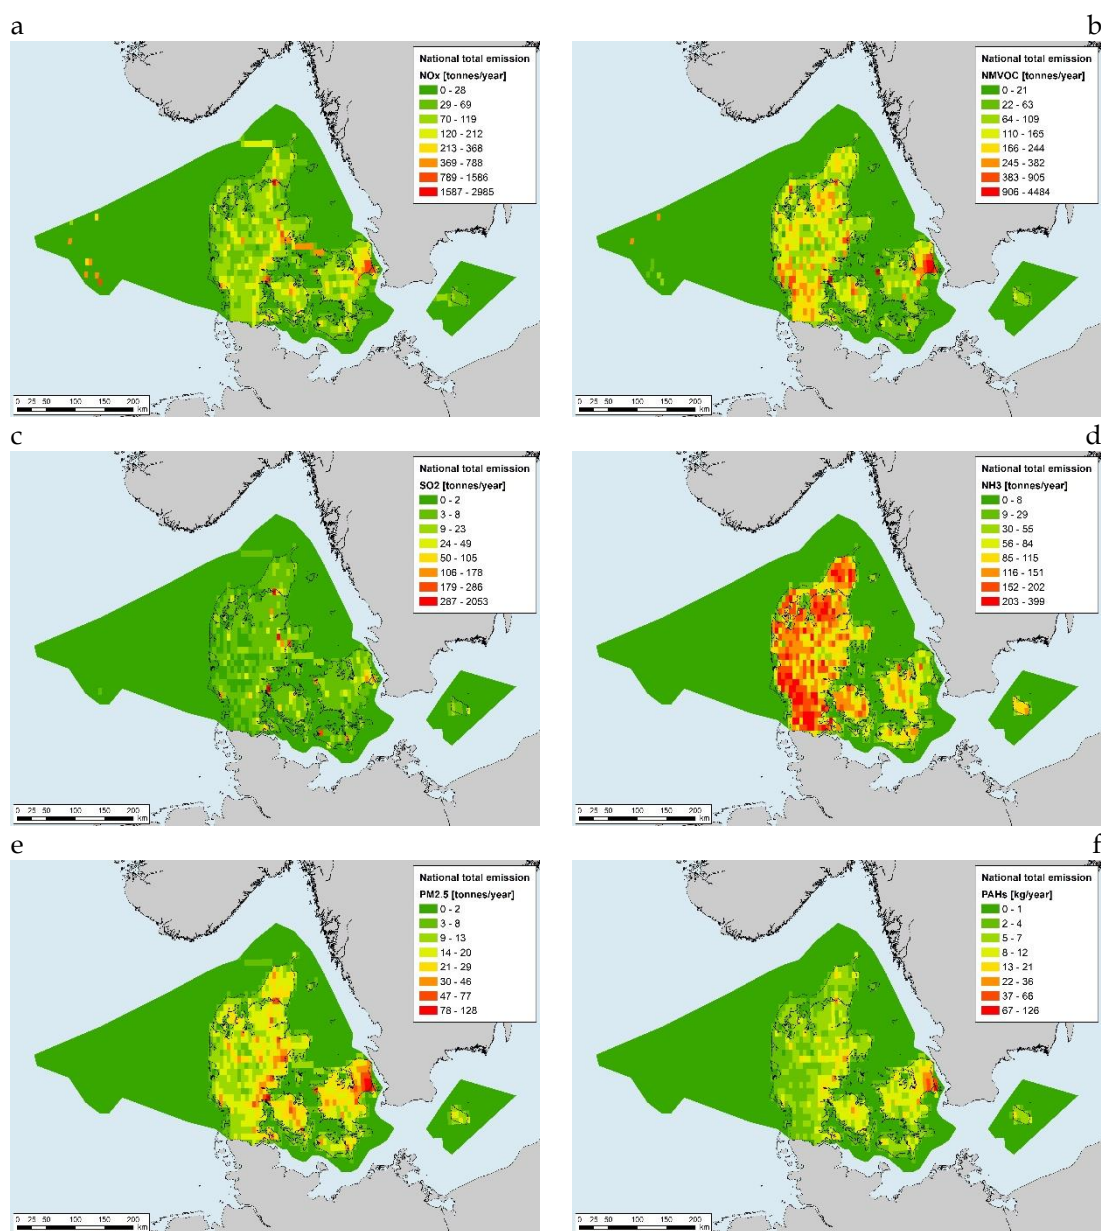 a
National total emission
NOx [tonnes/year]
0 - 28
29 - 69
70 - 119
120 - 212
213 - 368
369 - 788
789 - 1586
1587 - 2985
0 25 50 100 150 200
km
b
National total emission
NMVOC [tonnes/year]
0 - 21
22 - 63
64 - 109
110 - 165
166 - 244
245 - 382
383 - 905
906 - 4484
0 25 50 100 150 200
km
c
National total emission
SO2 [tonnes/year]
0 - 2
3 - 8
9 - 23
24 - 49
50 - 105
106 - 178
179 - 286
287 - 2053
0 25 50 100 150 200
km
d
National total emission
NH3 [tonnes/year]
0 - 8
9 - 29
30 - 55
56 - 84
85 - 115
116 - 151
152 - 202
203 - 399
0 25 50 100 150 200
km
e
National total emission
PM2.5 [tonnes/year]
0 - 2
3 - 8
9 - 13
14 - 20
21 - 29
30 - 46
47 - 77
78 - 128
0 25 50 100 150 200
km
f
National total emission
PAHs [kg/year]
0 - 1
2 - 4
5 - 7
8 - 12
13 - 21
22 - 36
37 - 66
67 - 126
0 25 50 100 150 200
km